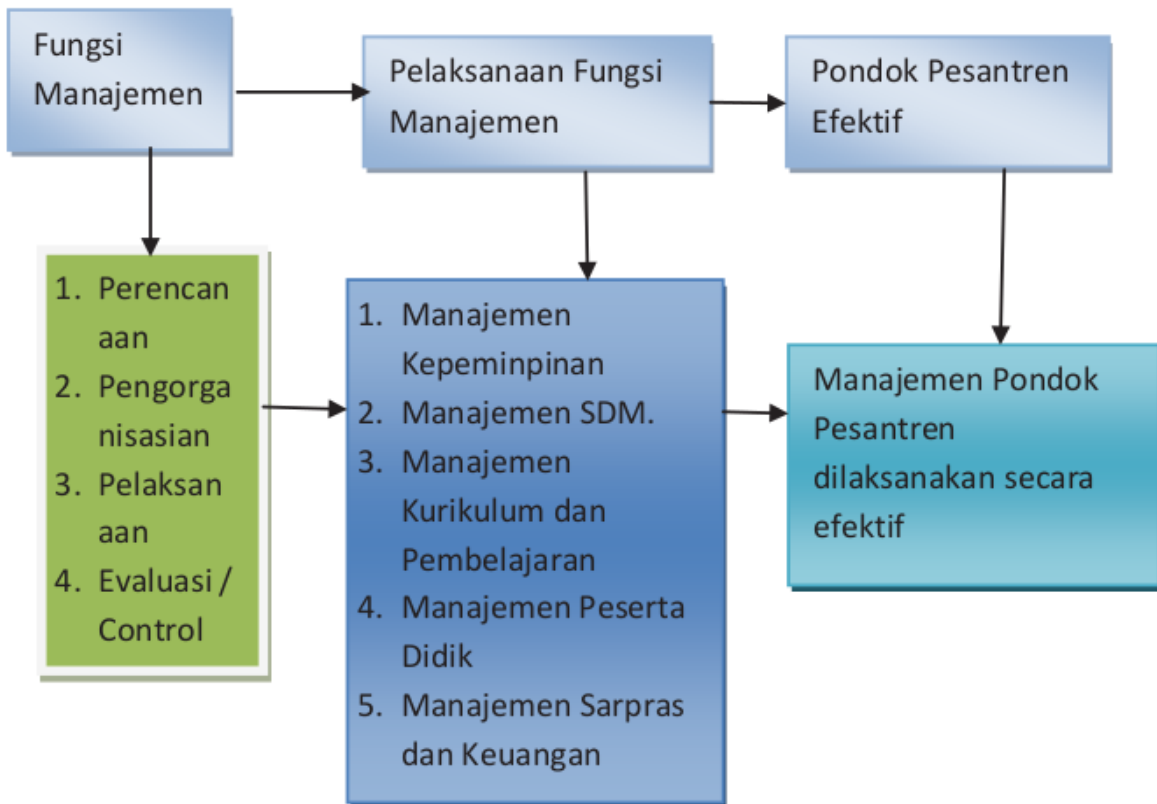 Fungsi
Manajemen
Pelaksanaan Fungsi
Manajemen
Pondok Pesantren
Efektif
1. Perencan
aan
2. Pengorga
nisasian
3. Pelaksan
aan
4. Evaluasi /
Control
1. Manajemen
Kepeminpinan
2. Manajemen SDM.
3. Manajemen
Kurikulum dan
Pembelajaran
4. Manajemen Peserta
Didik
5. Manajemen Sarpras
dan Keuangan
Manajemen Pondok
Pesantren
dilaksanakan secara
efektif